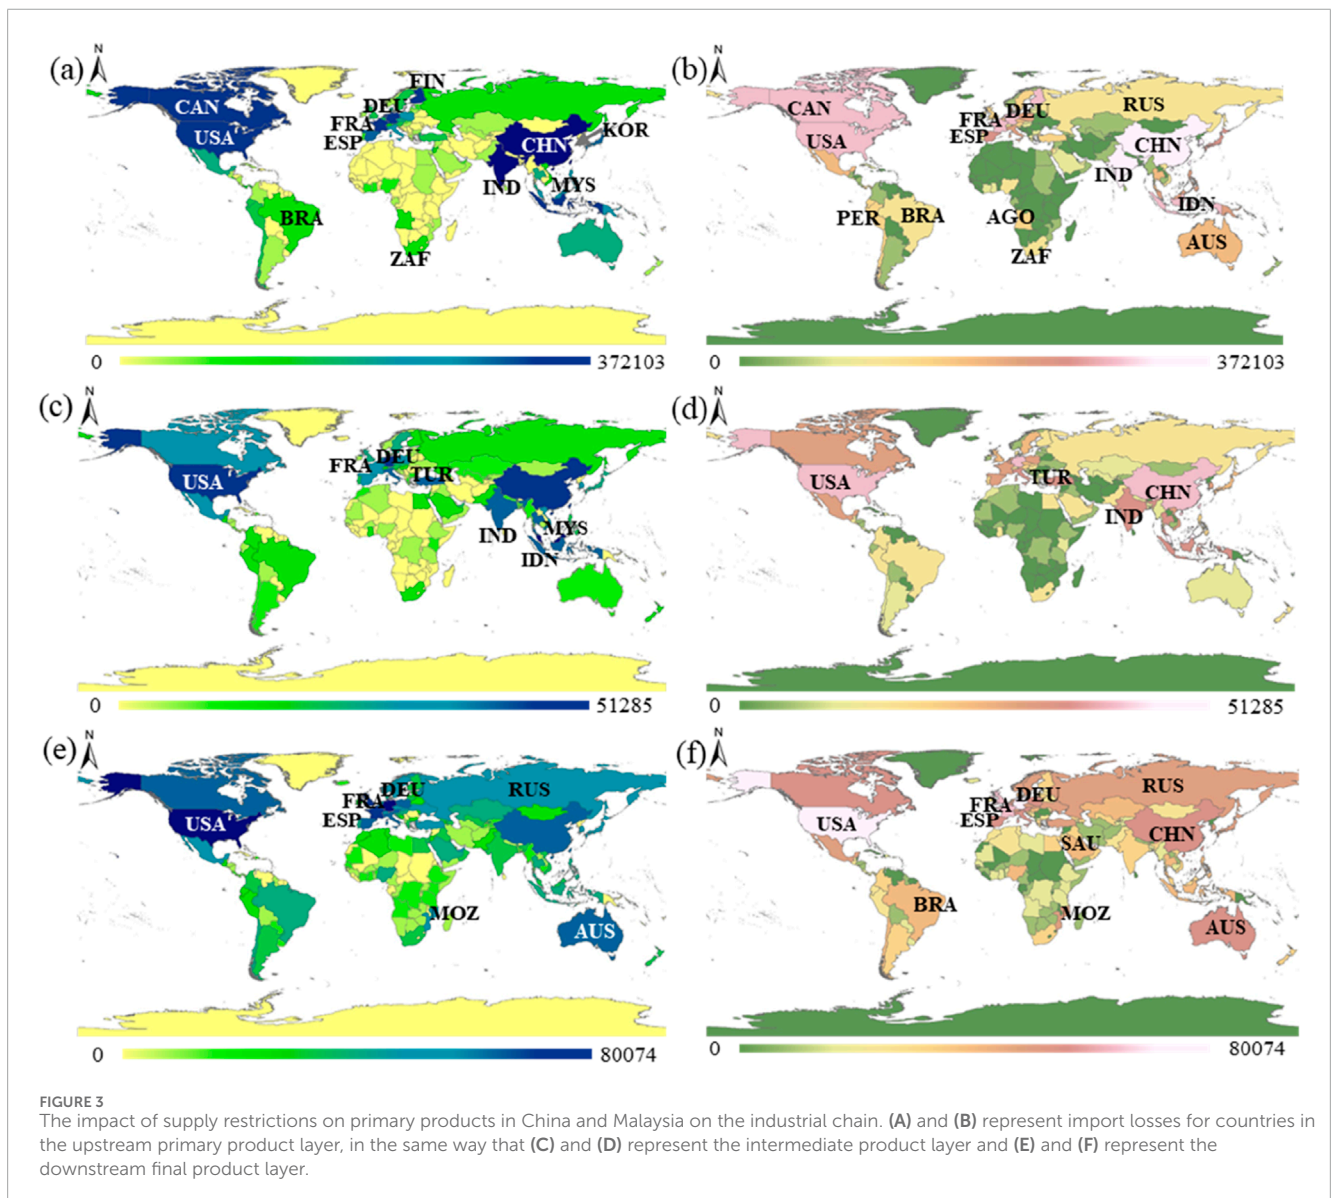 (a)
N
CAN
USA
BRA
FIN
DEU
FRA
ESP
KOR
CHN
IND
MYS
ZAF
0
372103
(b)
N
CAN
USA
PER
BRA
FRA
DEU
ESP
RUS
CHN
IND
IDN
AGO
ZAF
AUS
0
372103
(c)
N
USA
FRA
DEU
TUR
IND
MYS
IDN
0
51285
(d)
N
USA
TUR
CHN
IND
0
51285
(e)
N
USA
DEU
FRA
ESP
RUS
MOZ
AUS
0
80074
(f)
N
USA
BRA
DEU
FRA
ESP
RUS
CHN
SAU
MOZ
AUS
0
80074
FIGURE 3
The impact of supply restrictions on primary products in China and Malaysia on the industrial chain. (A) and (B) represent import losses for countries in
the upstream primary product layer, in the same way that (C) and (D) represent the intermediate product layer and (E) and (F) represent the
downstream final product layer.